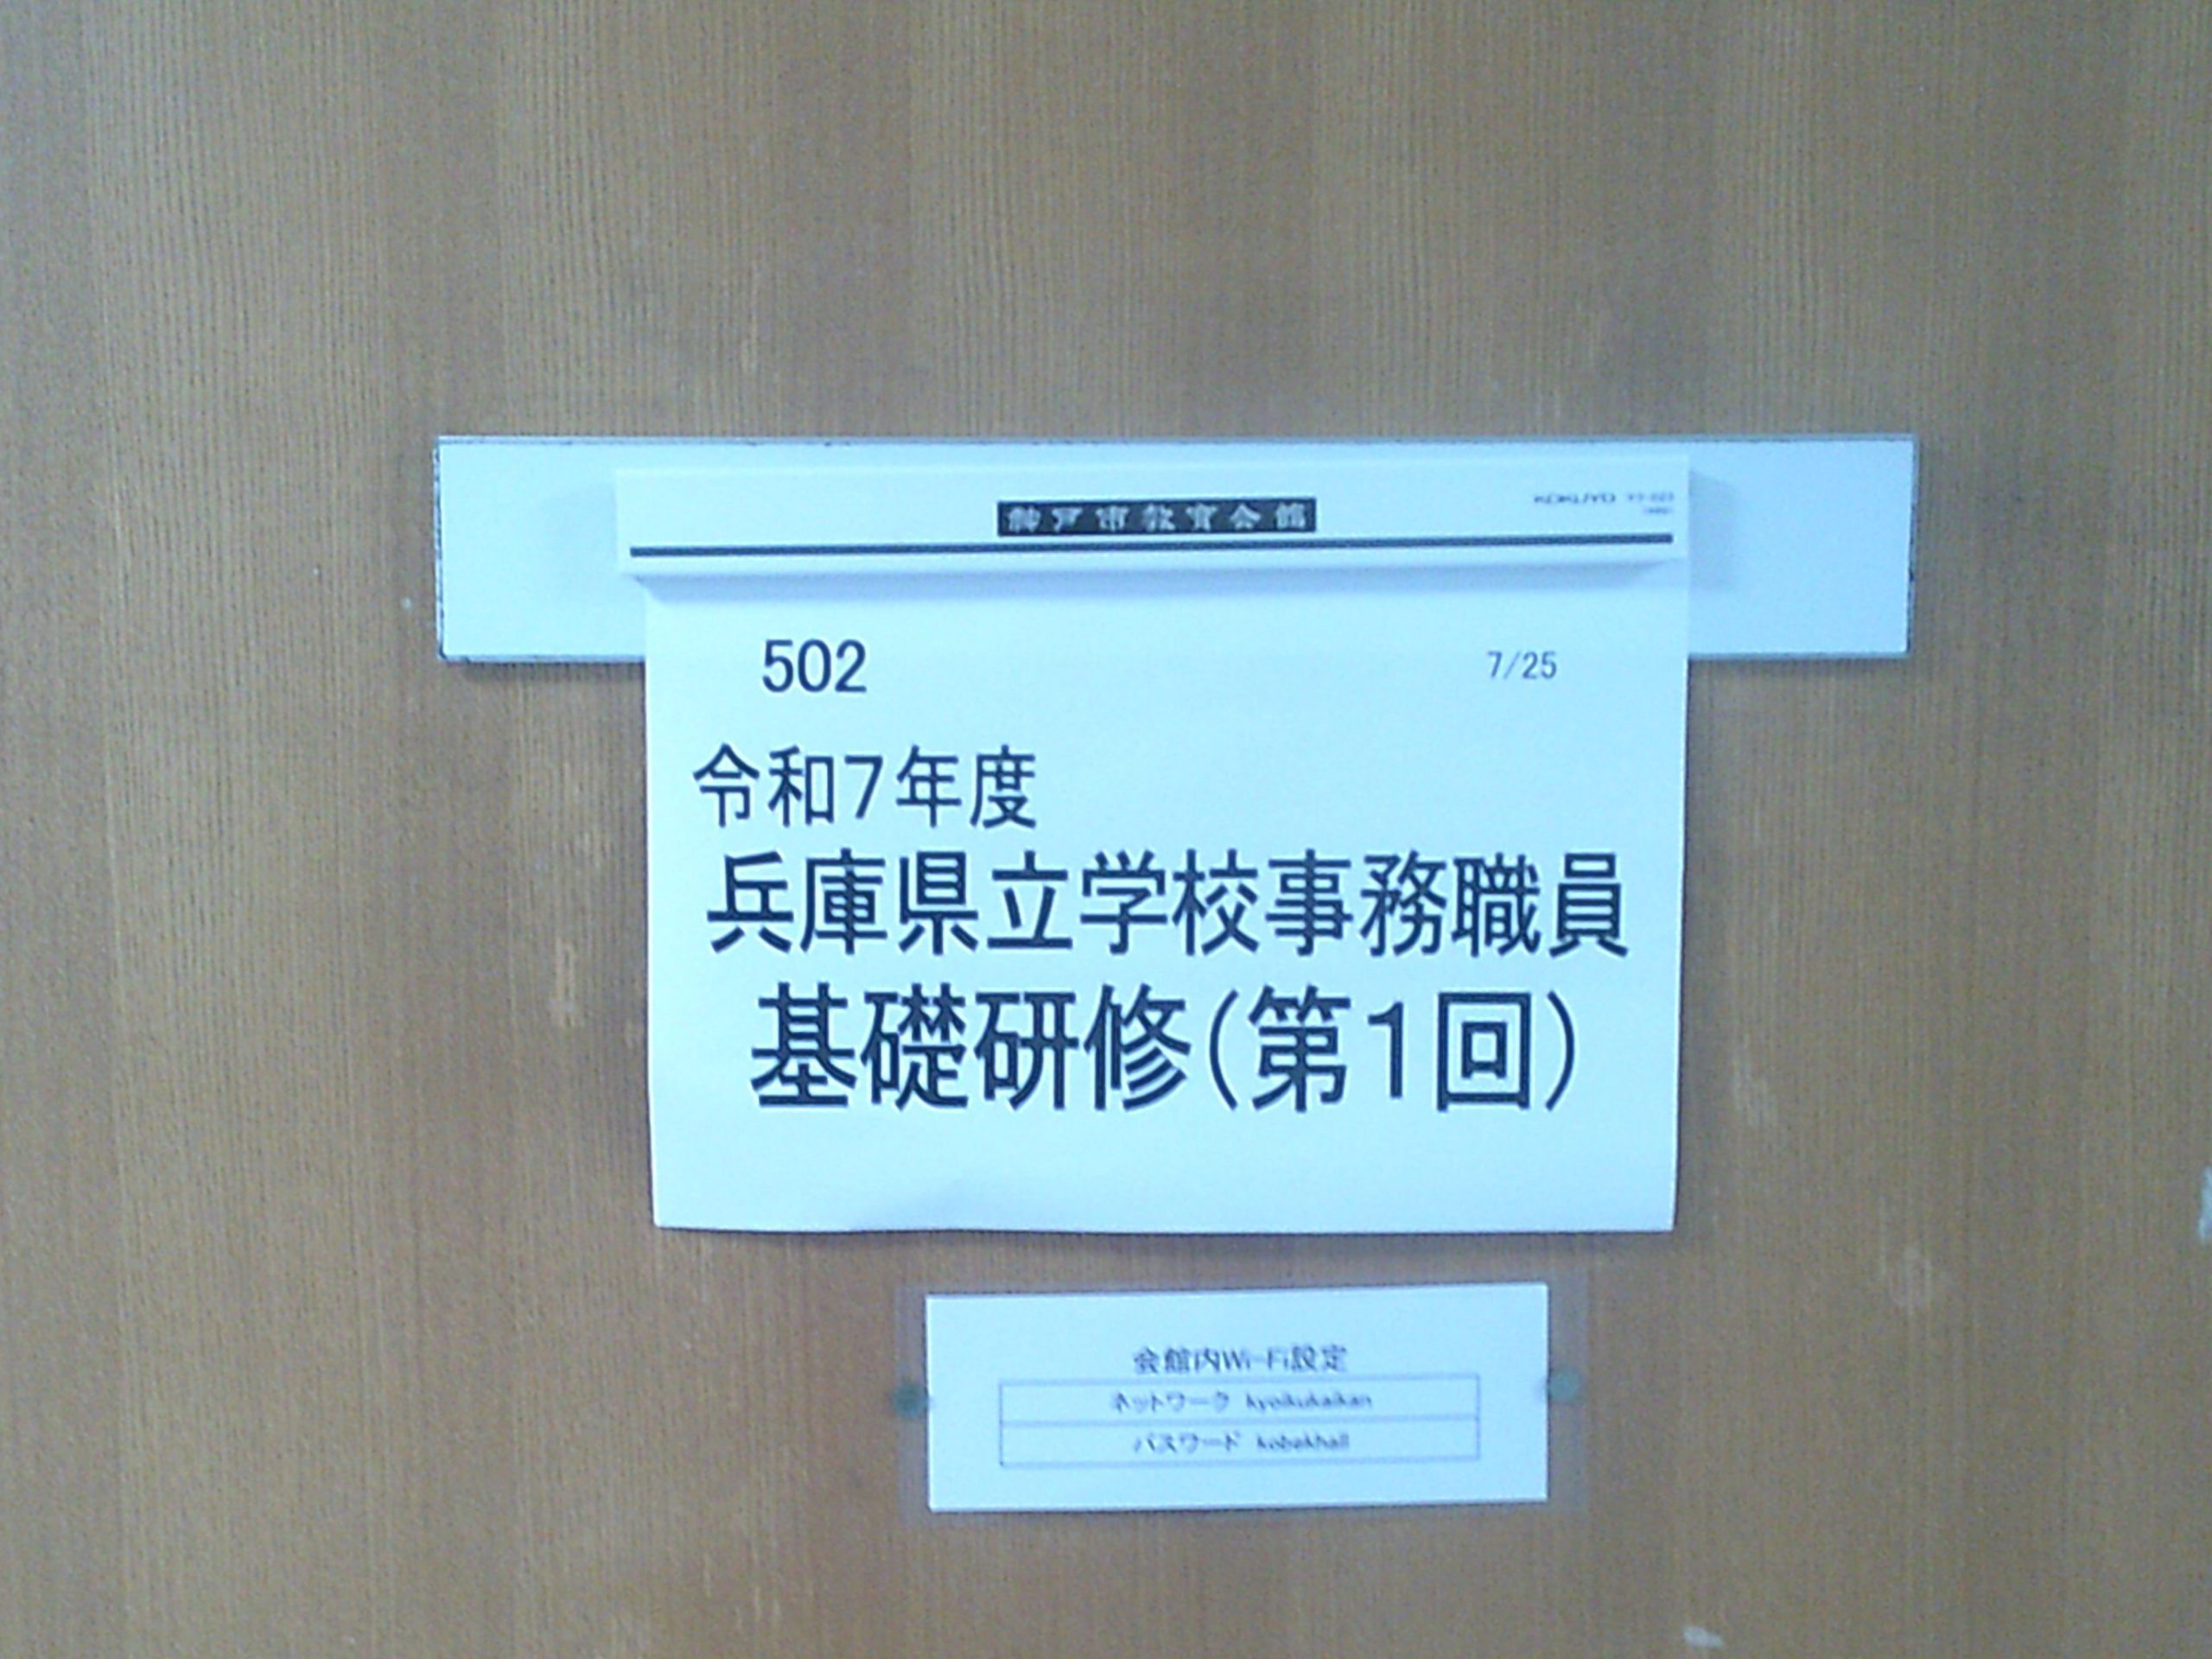 神戸市教育会館
KOKUYO
502
7/25
令和7年度
兵庫県立学校事務職員
基礎研修(第1回)
会館内Wi-Fi設定
ネットワーク kyoikukaikan
パスワード kobekhall